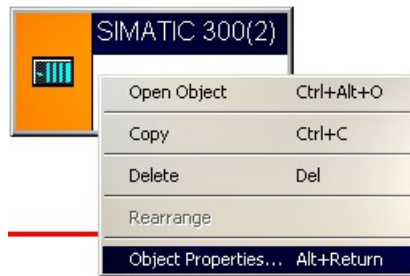 SIMATIC 300(2)
Open Object Ctrl+Alt+O
Copy Ctrl+C
Delete Del
Rearrange
Object Properties... Alt+Return